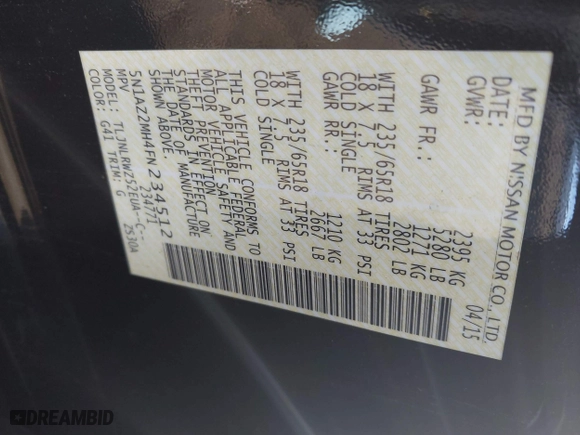 MFD BY NISSAN MOTOR CO., LTD.
DATE: 04/15
GVWR: 2395 KG
5280 LB
GAWR FR: 1271 KG
2802 LB
WITH 235/65R18 TIRES
18 X 7.5 RIMS AT 33 PSI
COLD SINGLE
GAWR RR: 1210 KG
2667 LB
WITH 235/65R18 TIRES
18 X 7.5 RIMS AT 33 PSI
COLD SINGLE
THIS VEHICLE CONFORMS TO
ALL APPLICABLE FEDERAL
MOTOR VEHICLE SAFETY AND
THEFT PREVENTION
STANDARDS IN EFFECT ON
THE DATE OF MANUFACTURE
SHOWN ABOVE.
5N1AZ2MH4FN234512
MPV 234771
MODEL: TLJNLRWZ52EUA--C-
COLOR: G41 TRIM: G 2S30A
DREAMBID